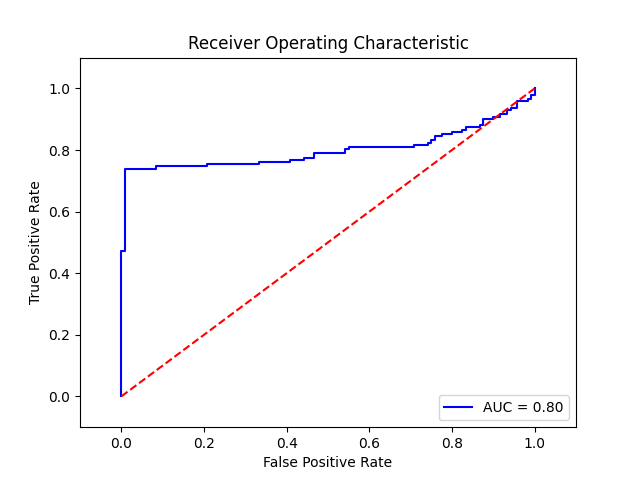 Receiver Operating Characteristic
1.0
0.8
0.6
0.4
0.2
0.0
True Positive Rate
AUC = 0.80
0.0 0.2 0.4 0.6 0.8 1.0
False Positive Rate